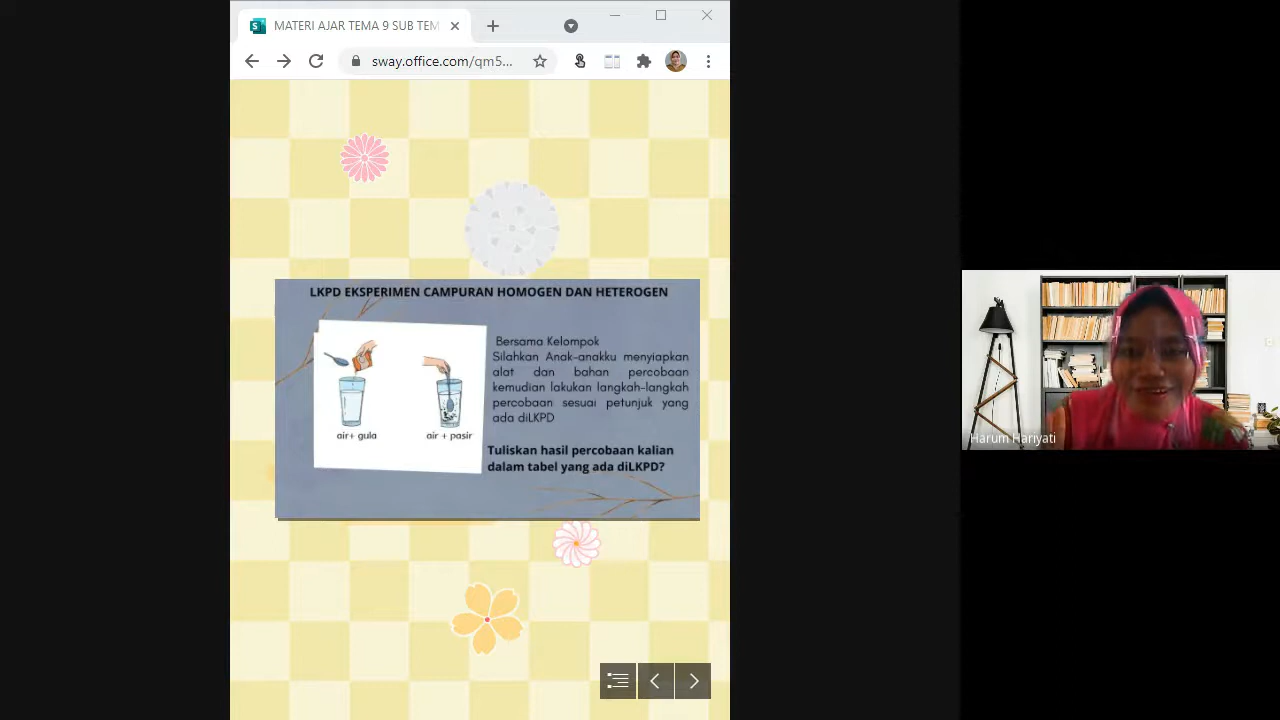 MATERI AJAR TEMA 9 SUB TEM
sway.office.com/qm5...
LKPD EKSPERIMEN CAMPURAN HOMOGEN DAN HETEROGEN
air+ gula
air + pasir
Bersama Kelompok
Silahkan Anak-anakku menyiapkan
alat dan bahan percobaan
kemudian lakukan langkah-langkah
percobaan sesuai petunjuk yang
ada diLKPD
Tuliskan hasil percobaan kalian
dalam tabel yang ada diLKPD?
Harum Hariyati